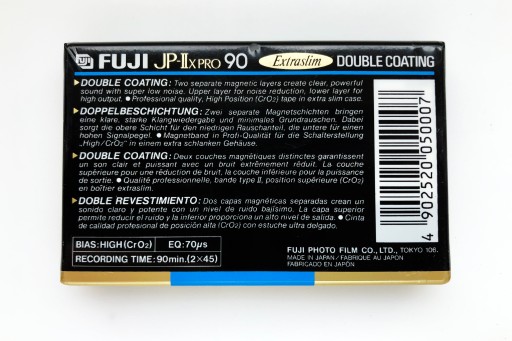 FUJI FUJI JP-IIx PRO 90 Extraslim DOUBLE COATING
▶DOUBLE COATING: Two separate magnetic layers create clear, powerful
sound with super low noise. Upper layer for noise reduction, lower layer for
high output. ● Professional quality, High Position (CrO2) tape in extra slim case.
▶DOPPELBESCHICHTUNG: Zwei separate Magnetschichten bringen
eine klare, starke Klangwiedergabe und minimales Grundrauschen. Dabei
sorgt die obere Schicht für den niedrigen Rauschanteil, die untere für einen
hohen Signalpegel. ● Magnetband in Profi-Qualität für die Schalterstellung
„High/CrO2" in einem extra schlanken Gehäuse.
▶DOUBLE COATING: Deux couches magnétiques distinctes garantissent
un son clair et puissant avec un bruit extrêmement réduit. La couche
supérieure pour une réduction de bruit, la couche inférieure pour la puissance
de sortie. ● Qualité professionnelle, bande type II, position supérieure (CrO2)
en boîtier extraslim.
▶DOBLE REVESTIMIENTO: Dos capas magnéticas separadas crean un
sonido claro y potente con un nivel de ruido bajísimo. La capa superior
permite reducir el ruido y la inferior proporciona un alto nivel de salida. ● Cinta
de calidad profesional de posición alta (CrO2) con estuche ultra delgado.
BIAS: HIGH (CrO2) EQ: 70μs
RECORDING TIME: 90min. (2×45)
FUJI PHOTO FILM CO., LTD., TOKYO 106.
MADE IN JAPAN/FABRIQUE AU JAPON
FABRICADO EN JAPÓN
4 902520 050007